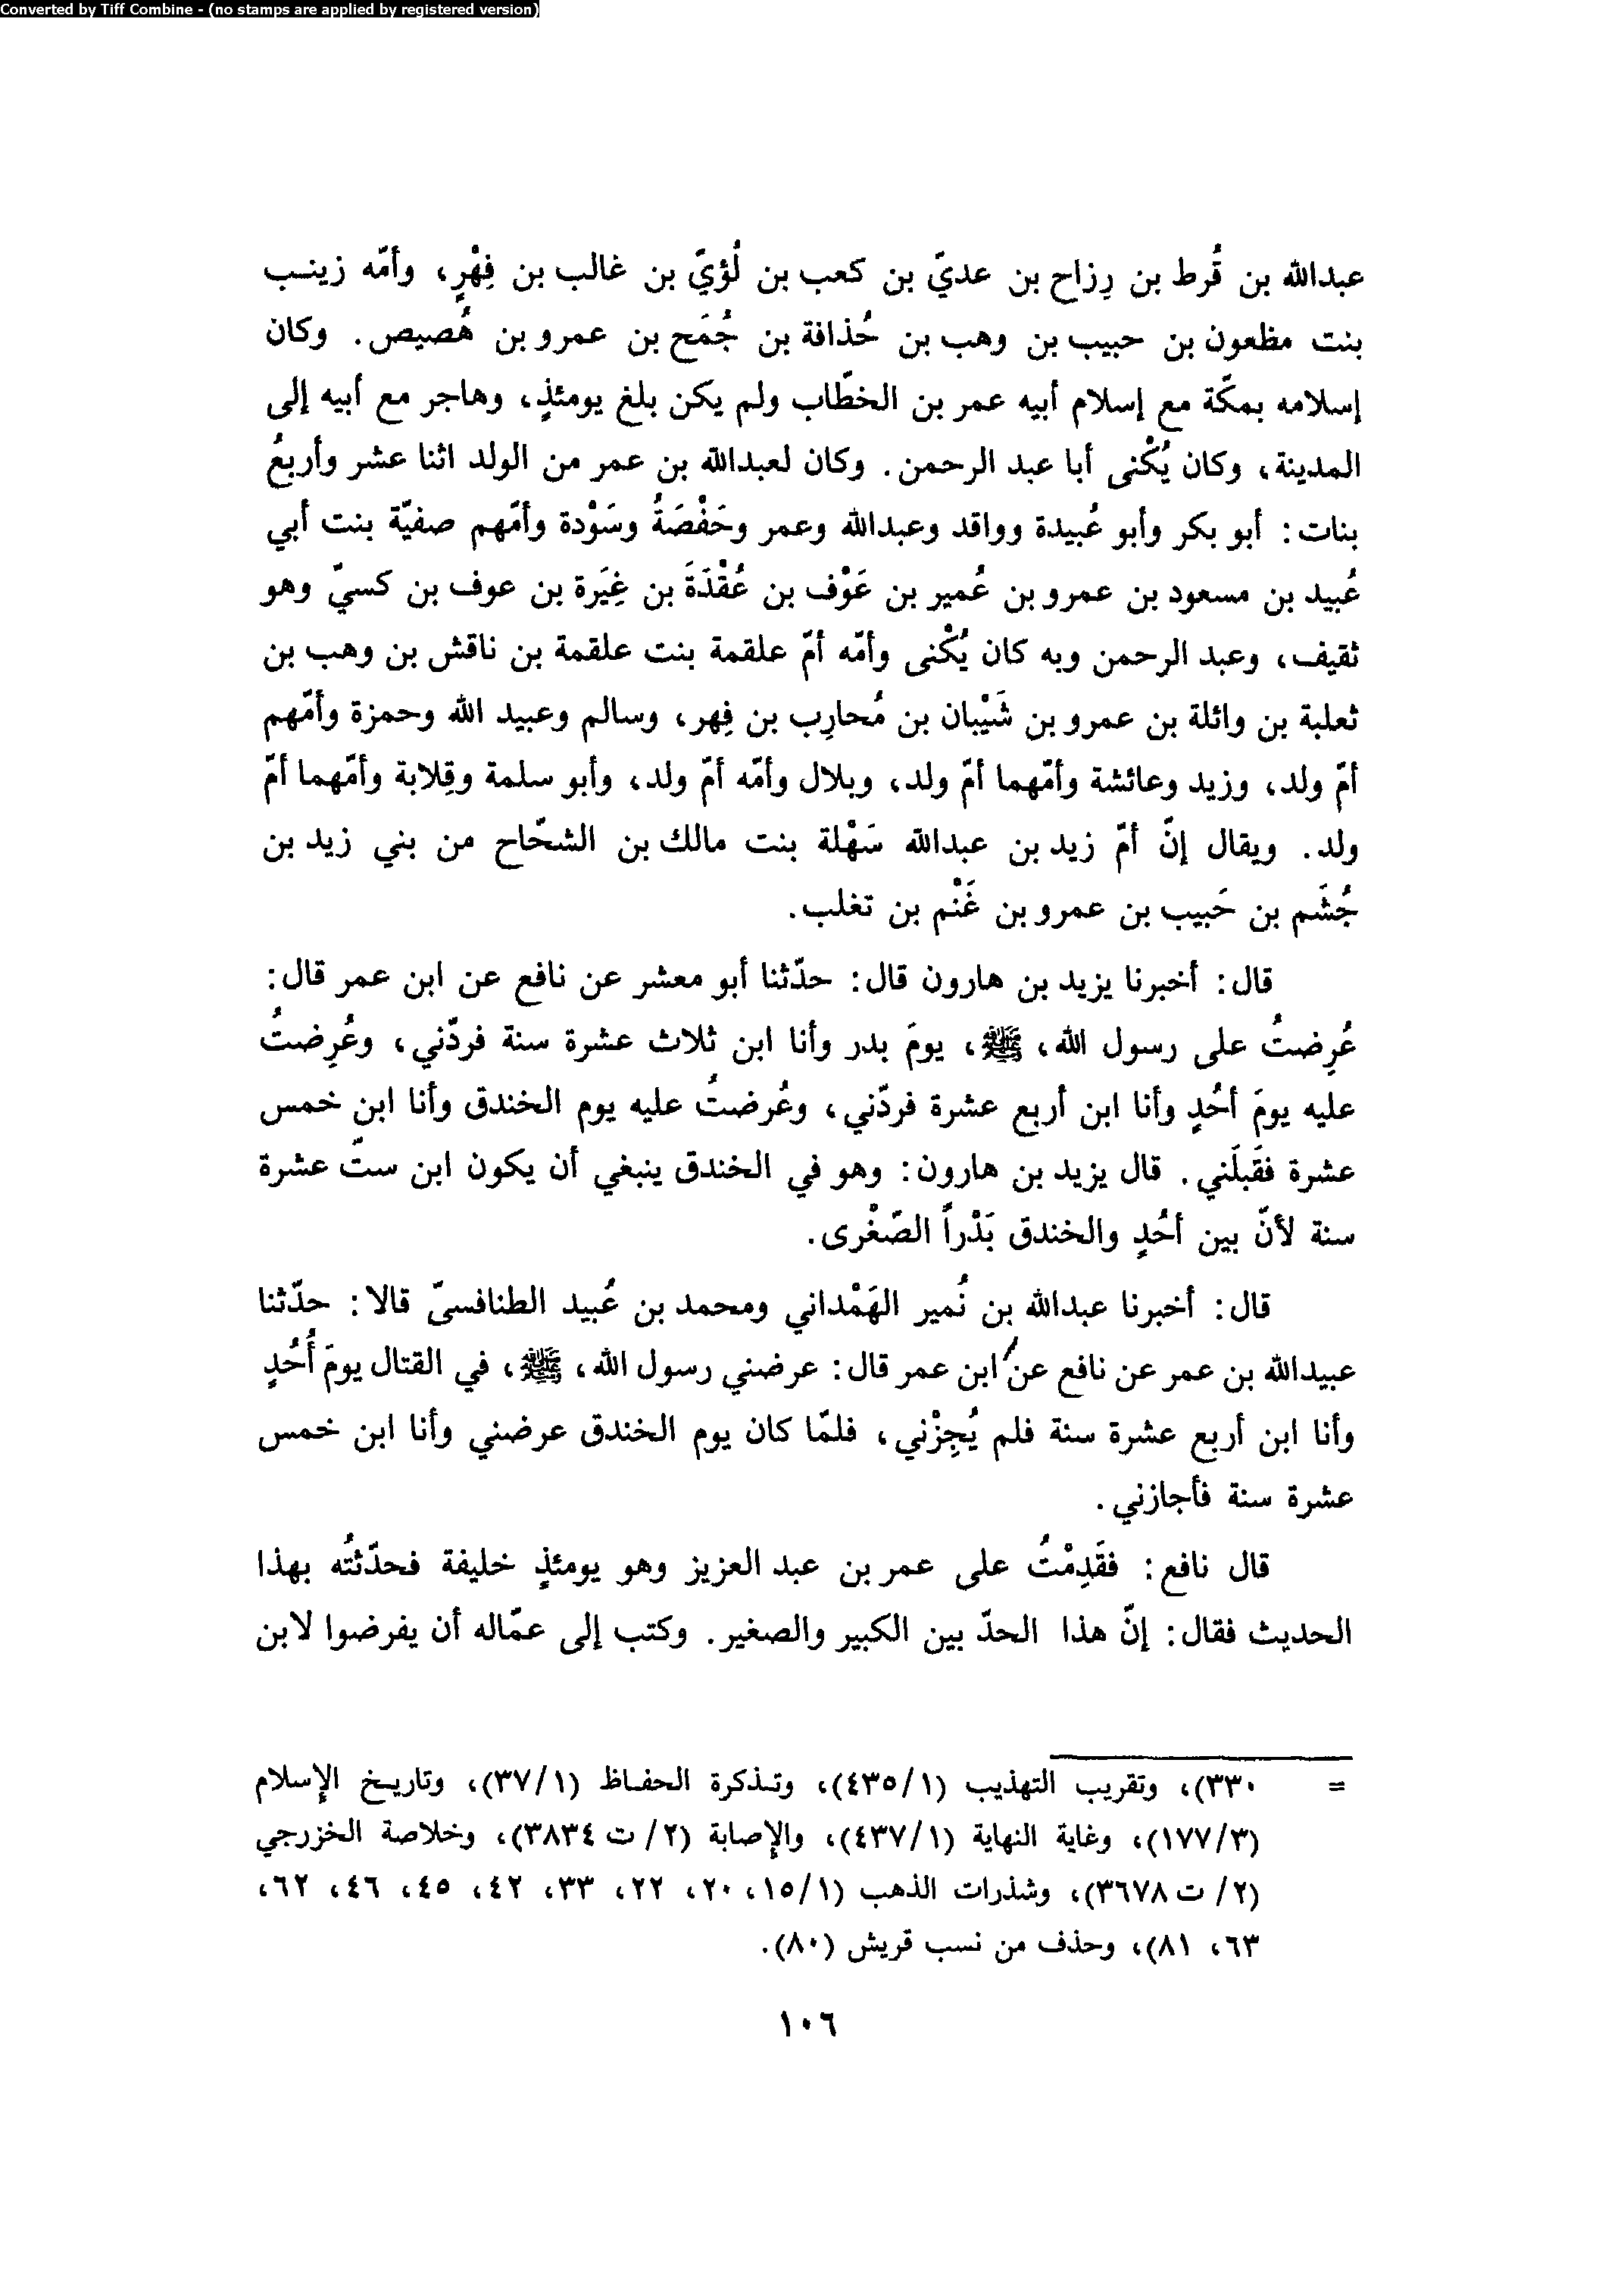 Converted by Tiff Combine - (no stamps are applied by registered version)
عبدالله بن قُرط بن رِزاح بن عديّ بن كعب بن لُؤيّ بن غالب بن فِهْرٍ، وأمّه زينـب
بنت مظعون بن حبيب بن وهب بن حُذافة بن جُمَح بن عمرو بن هُصيص. وكان
إسلامه بمكّة مع إسلام أبيه عمر بن الخطّاب ولم يكن بلغ يومئذٍ، وهاجر مع أبيه إلى
المدينة، وكان يُكْنى أبا عبد الرحمن. وكان لعبدالله بن عمر من الولد اثنا عشر وأربعُ
بنات: أبو بكر وأبو عُبيدة وواقد وعبدالله وعمر وحَفْصَةُ وسَوْدة وأمّهم صفيّة بنت أبي
عُبيد بن مسعود بن عمرو بن عُمير بن عَوْف بن عُقْدَةَ بن غِيَرة بن عوف بن كسيّ وهو
ثقيف، وعبد الرحمن وبه كان يُكْنى وأمّه أمّ علقمة بنت علقمة بن ناقش بن وهب بن
ثعلبة بن وائلة بن عمرو بن شَيْبان بن مُحارِب بن فِهر، وسالم وعبيد الله وحمزة وأمّهم
أمّ ولد، وزيد وعائشة وأمّهما أمّ ولد، وبلال وأمّه أمّ ولد، وأبو سلمة وقِلابة وأمّهما أمّ
ولد. ويقال إنّ أمّ زيد بن عبدالله سَهْلة بنت مالك بن الشحّاح من بني زيد بن
جُشَم بن حَبيب بن عمرو بن غَنْم بن تغلب.
قال: أخبرنا يزيد بن هارون قال: حدّثنا أبو معشر عن نافع عن ابن عمر قال:
عُرِضتُ على رسول الله، ﷺ، يومَ بدر وأنا ابن ثلاث عشرة سنة فردّني، وعُرِضتُ
عليه يومَ أحُدٍ وأنا ابن أربع عشرة فردّني، وعُرضتُ عليه يوم الخندق وأنا ابن خمس
عشرة فقَبِلَني. قال يزيد بن هارون: وهو في الخندق ينبغي أن يكون ابن ستّ عشرة
سنة لأنّ بين أحُدٍ والخندق بَدْراً الصّغْرى.
قال: أخبرنا عبدالله بن نُمير الهَمْداني ومحمد بن عُبيد الطنافسيّ قالا: حدّثنا
عبيدالله بن عمر عن نافع عن ابن عمر قال: عرضني رسول الله، ﷺ، في القتال يومَ أُحُدٍ
وأنا ابن أربع عشرة سنة فلم يُجِزْني، فلمّا كان يوم الخندق عرضني وأنا ابن خمس
عشرة سنة فأجازني.
قال نافع: فقَدِمْتُ على عمر بن عبد العزيز وهو يومئذٍ خليفة فحدّثتُه بهذا
الحديث فقال: إنّ هذا الحدّ بين الكبير والصغير. وكتب إلى عمّاله أن يفرضوا لابن
= ٣٣٠)، وتقريب التهذيب (٤٣٥/١)، وتـذكرة الحفـاظ (٣٧/١)، وتاريـخ الإسلام
(١٧٧/٣)، وغاية النهاية (٤٣٧/١)، والإصابة (٢/ ت ٣٨٣٤)، وخلاصة الخزرجي
(٢/ ت ٣٦٧٨)، وشذرات الذهب (١٥/١، ٢٠، ٢٢، ٣٣، ٤٢، ٤٥، ٤٦، ٦٢،
٦٣، ٨١)، وحذف من نسب قريش (٨٠).
١٠٦